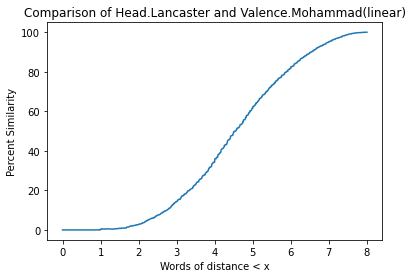 Comparison of Head.Lancaster and Valence.Mohammad(linear)
Percent Similarity
100
80
60
40
20
0
0 1 2 3 4 5 6 7 8
Words of distance < x